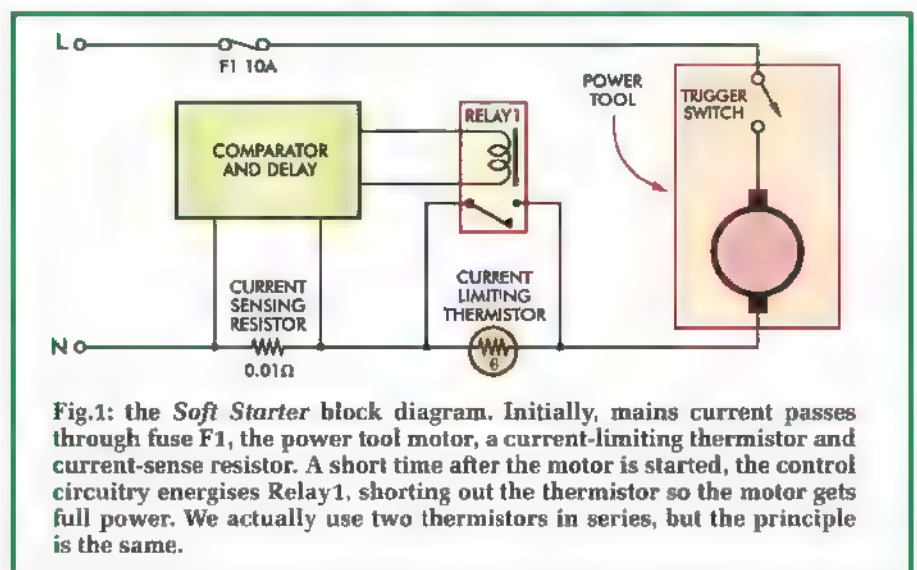 L
F1 10A
POWER
TOOL
TRIGGER
SWITCH
RELAY1
COMPARATOR
AND DELAY
CURRENT
SENSING
RESISTOR
CURRENT
LIMITING
THERMISTOR
N
0.01Ω
θ
Fig.1: the Soft Starter block diagram. Initially, mains current passes
through fuse F1, the power tool motor, a current-limiting thermistor and
current-sense resistor. A short time after the motor is started, the control
circuitry energises Relay1, shorting out the thermistor so the motor gets
full power. We actually use two thermistors in series, but the principle
is the same.